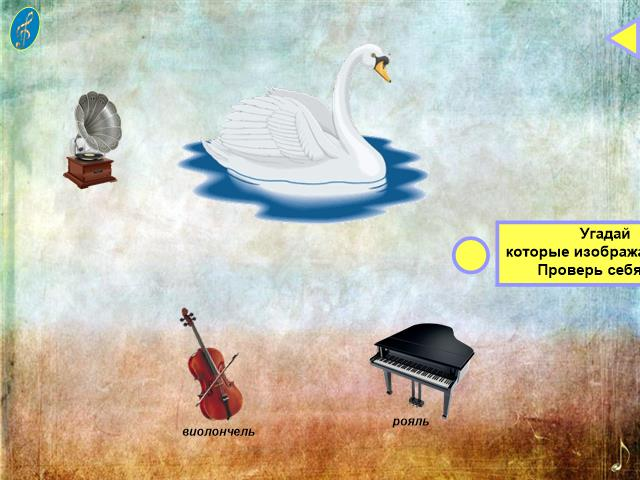 Угадай
которые изобража
Проверь себя
рояль
виолончель